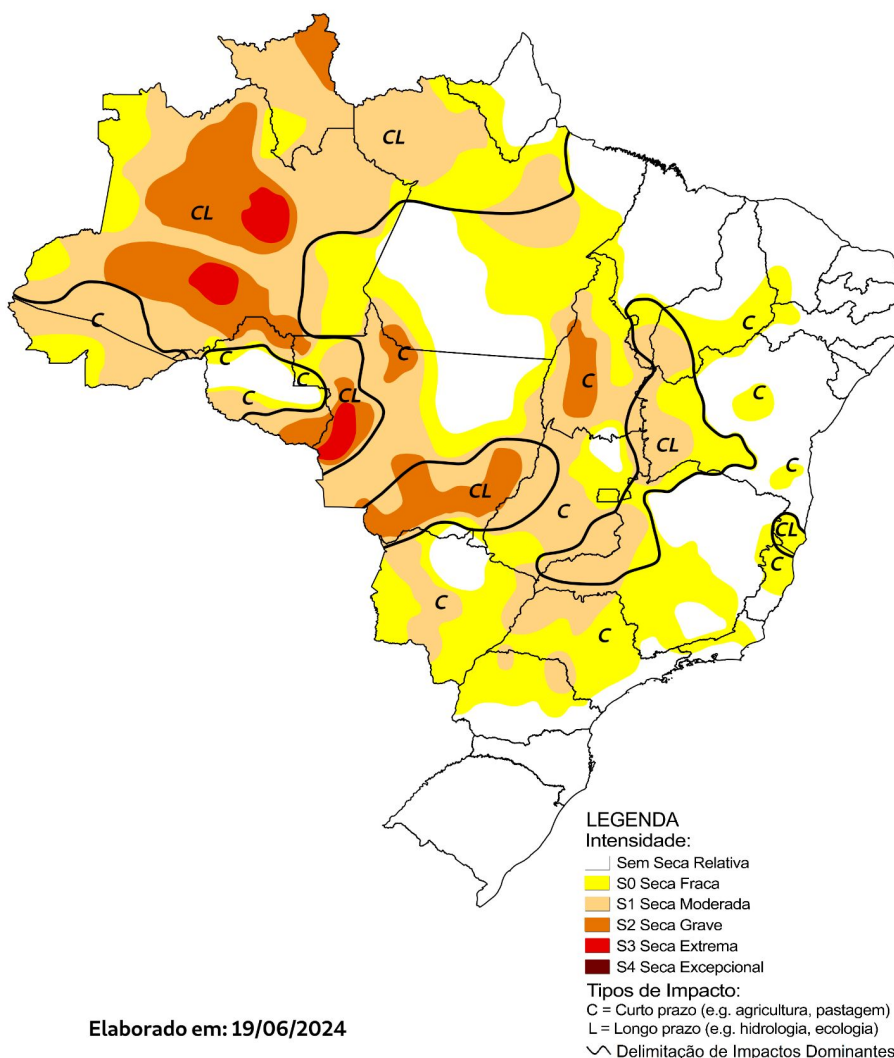 CL
CL
C
C
C
C
CL
C
CL
C
CL
C
C
C
C
CL
C
C
C
LEGENDA
Intensidade:
Sem Seca Relativa
S0 Seca Fraca
S1 Seca Moderada
S2 Seca Grave
S3 Seca Extrema
S4 Seca Excepcional
Tipos de Impacto:
C = Curto prazo (e.g. agricultura, pastagem)
L = Longo prazo (e.g. hidrologia, ecologia)
Delimitação de Impactos Dominantes
Elaborado em: 19/06/2024